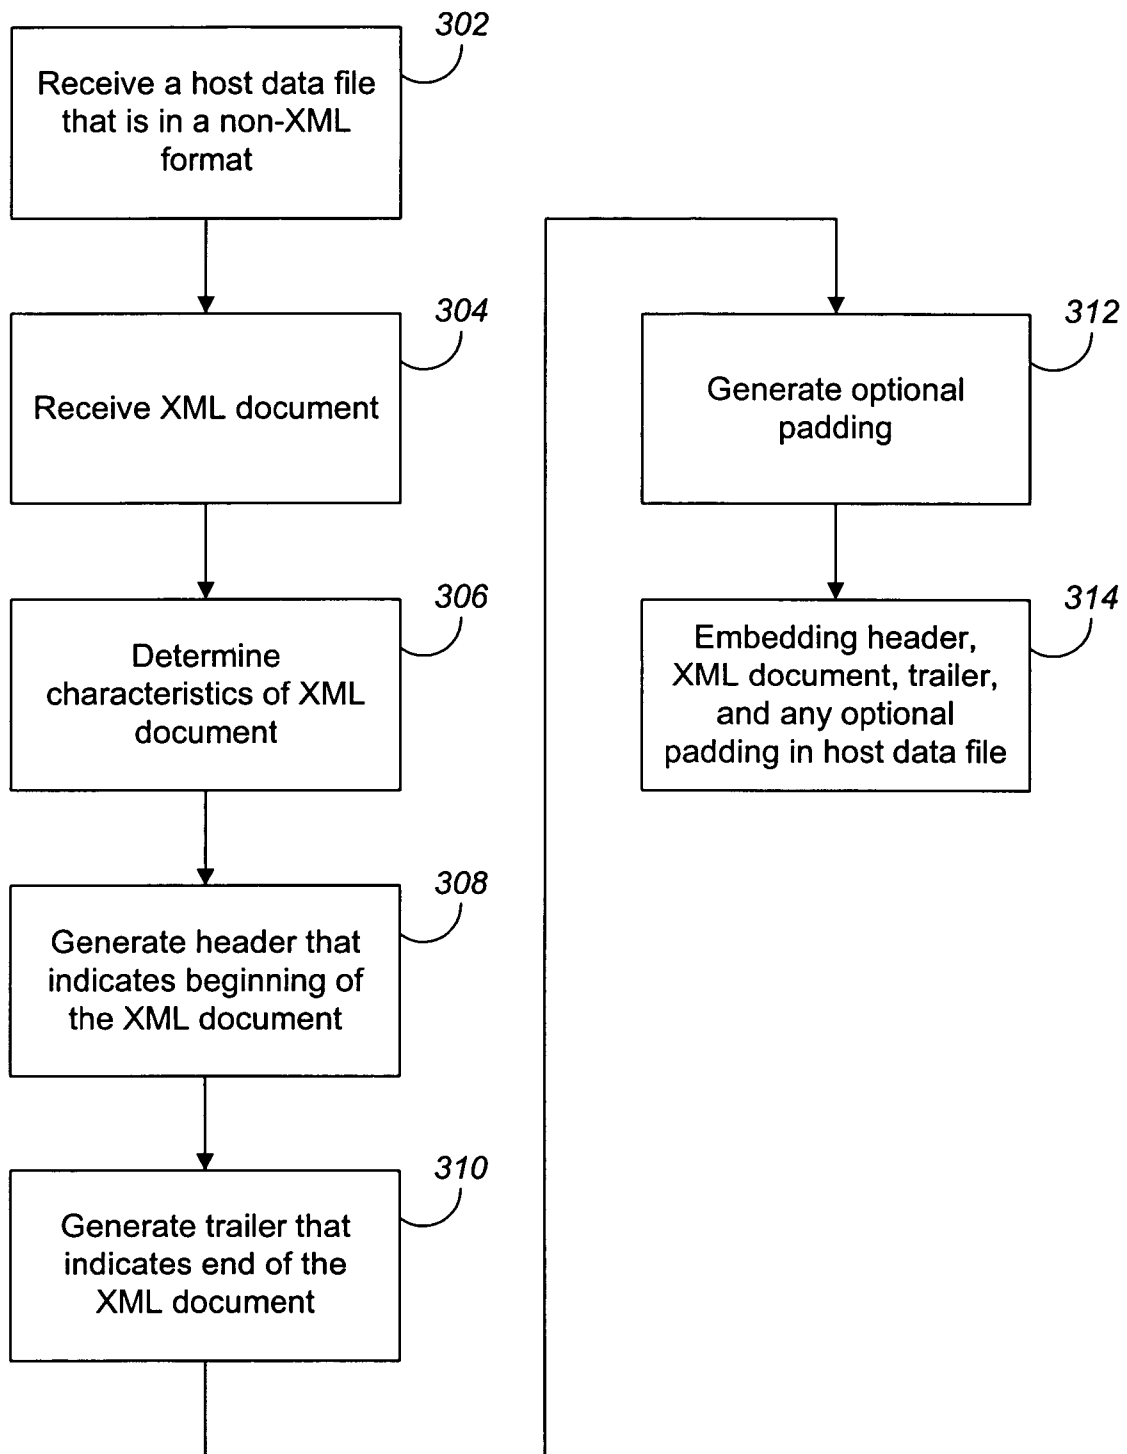 302
Receive a host data file
that is in a non-XML
format
304
Receive XML document
306
Determine
characteristics of XML
document
308
Generate header that
indicates beginning of
the XML document
310
Generate trailer that
indicates end of the
XML document
312
Generate optional
padding
314
Embedding header,
XML document, trailer,
and any optional
padding in host data file